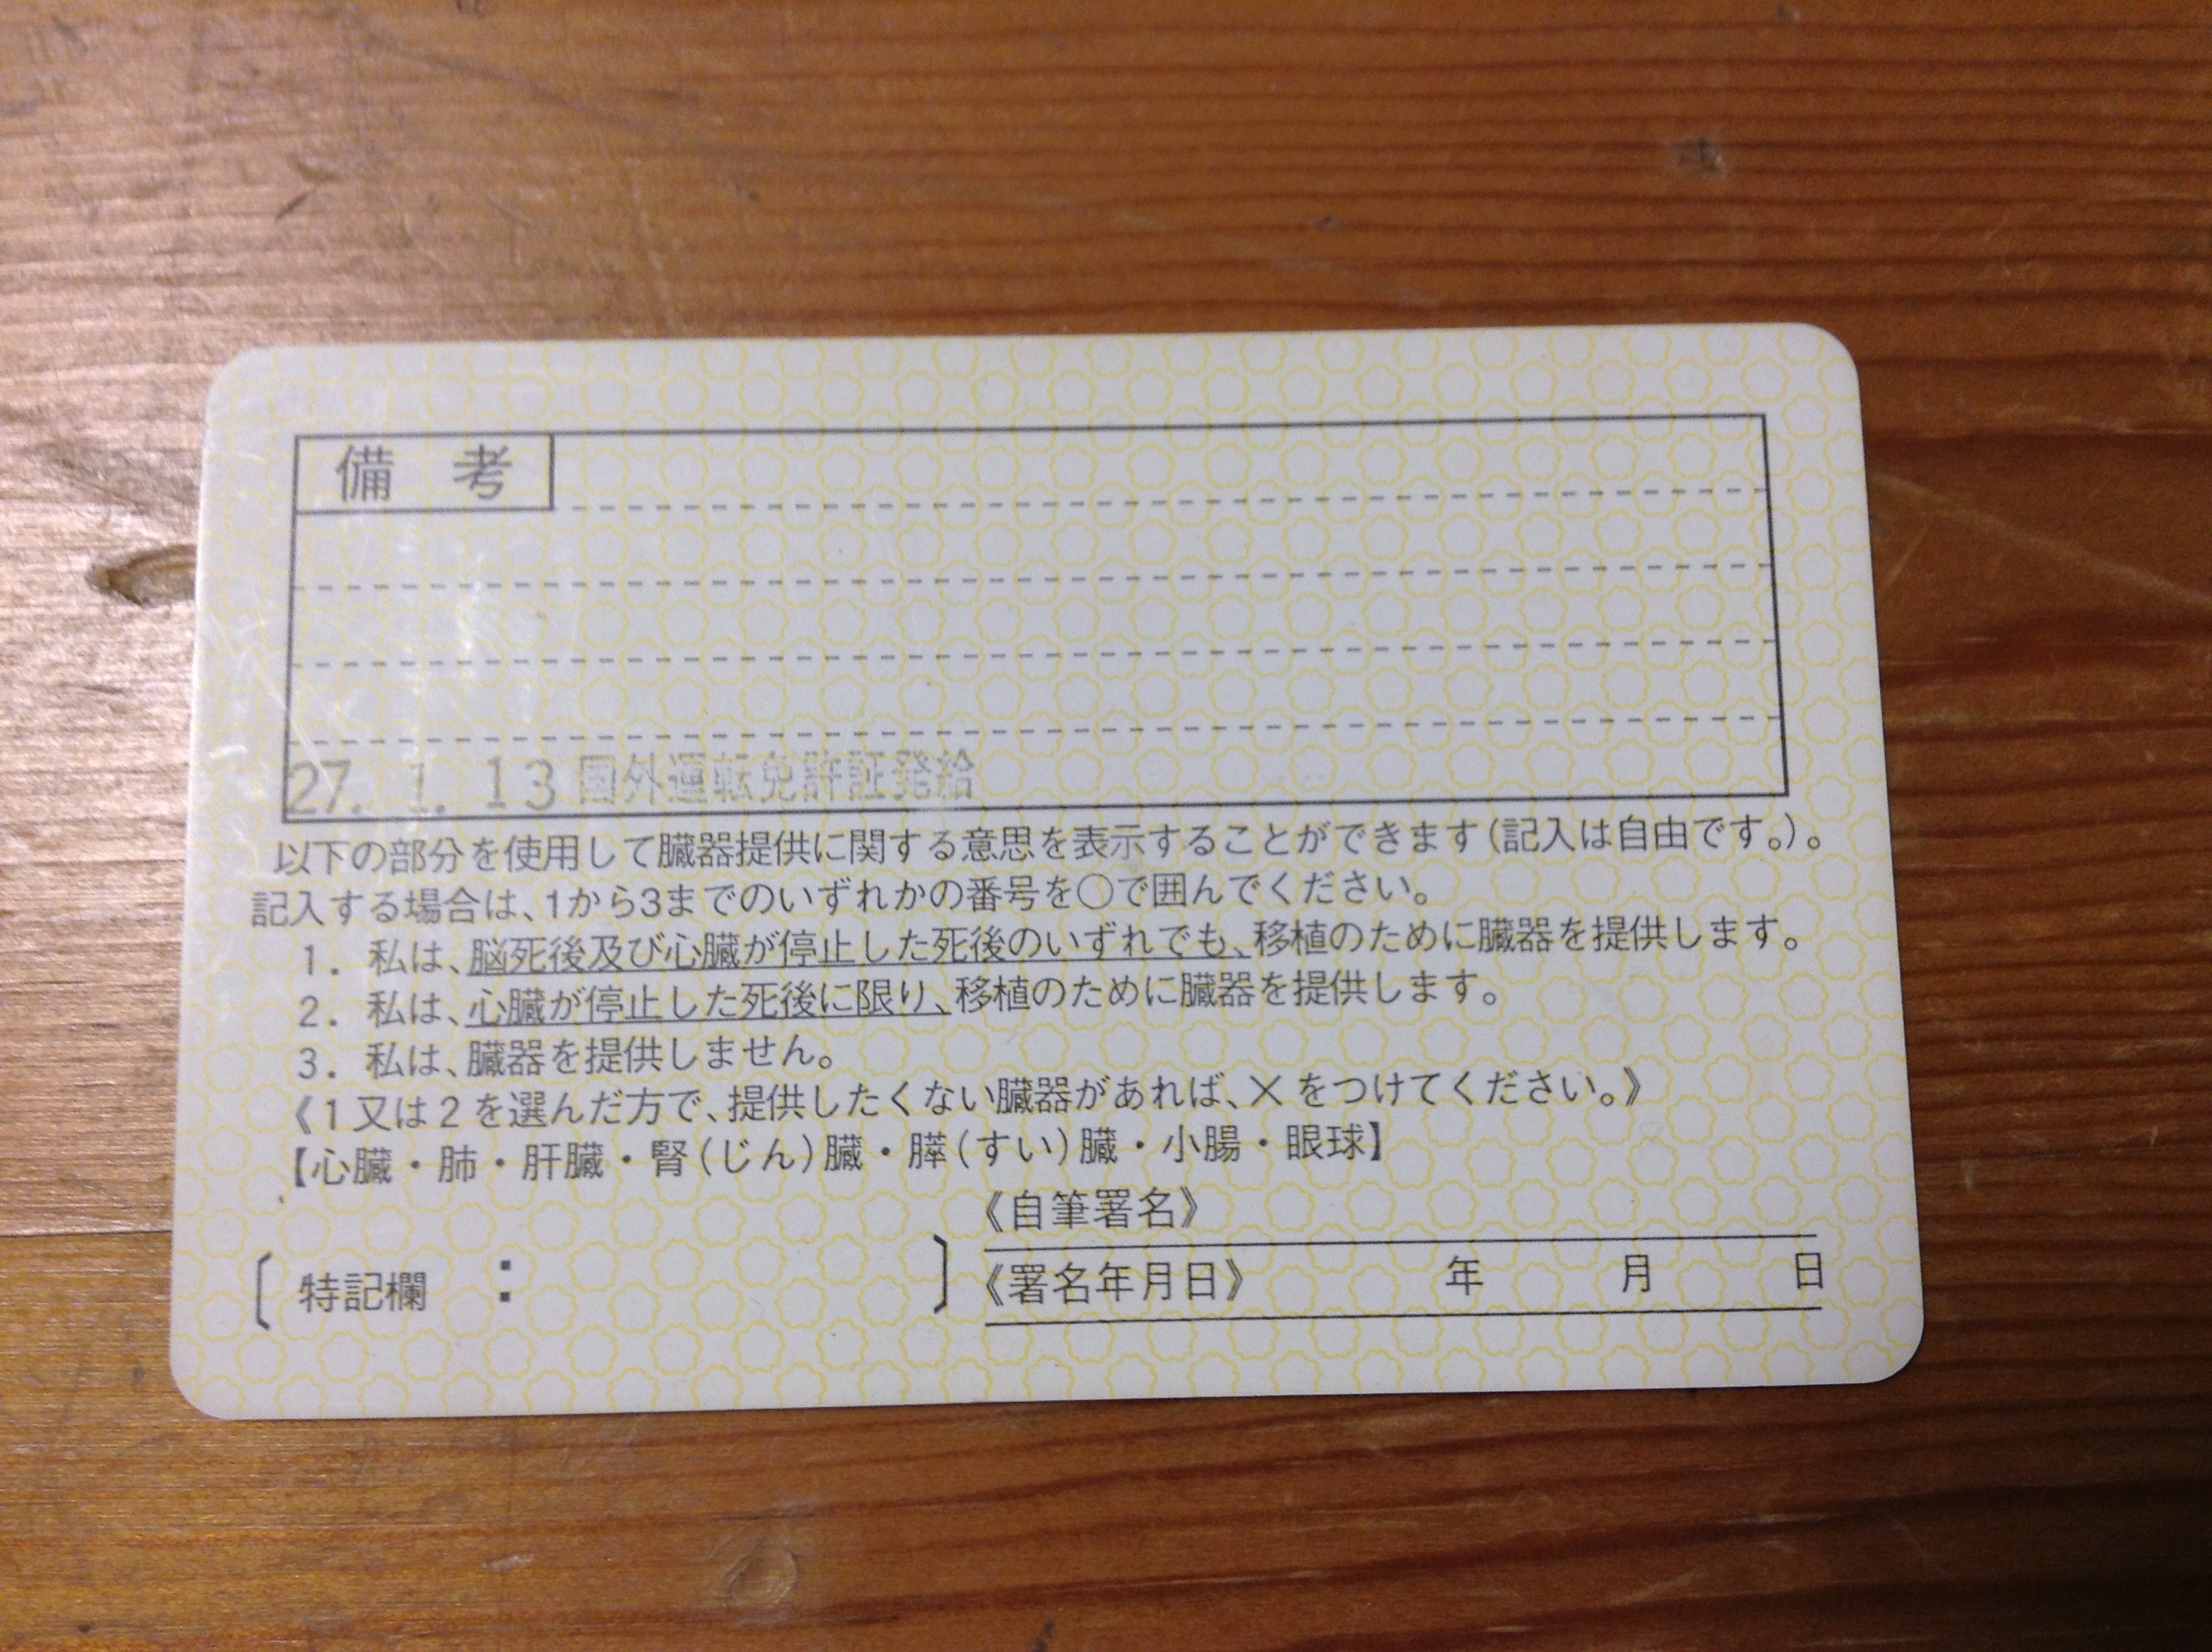 備 考
27. 1. 13 国外運転免許証発給
以下の部分を使用して臓器提供に関する意思を表示することができます(記入は自由です。)。
記入する場合は、1から3までのいずれかの番号を○で囲んでください。
1. 私は、脳死後及び心臓が停止した死後のいずれでも、移植のために臓器を提供します。
2. 私は、心臓が停止した死後に限り、移植のために臓器を提供します。
3. 私は、臓器を提供しません。
《1又は2を選んだ方で、提供したくない臓器があれば、×をつけてください。》
【心臓・肺・肝臓・腎(じん)臓・膵(すい)臓・小腸・眼球】
《自筆署名》
〔特記欄 : 〕
《署名年月日》 年 月 日